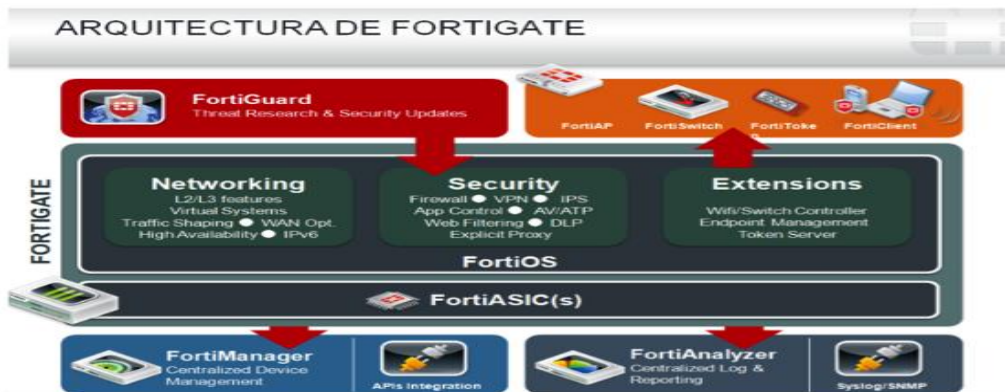 ARQUITECTURA DE FORTIGATE
FortiGuard
Threat Research & Security Updates
FortiAP
FortiSwitch
FortiToke
n
FortiClient
FORTIGATE
Networking
L2/L3 features
Virtual Systems
Traffic Shaping ● WAN Opt.
High Availability ● IPv6
Security
Firewall ● VPN ● IPS
App Control ● AV/ATP
Web Filtering ● DLP
Explicit Proxy
Extensions
Wifi/Switch Controller
Endpoint Management
Token Server
FortiOS
FortiASIC(s)
FortiManager
Centralized Device
Management
APIs Integration
FortiAnalyzer
Centralized Log &
Reporting
Syslog/SNMP